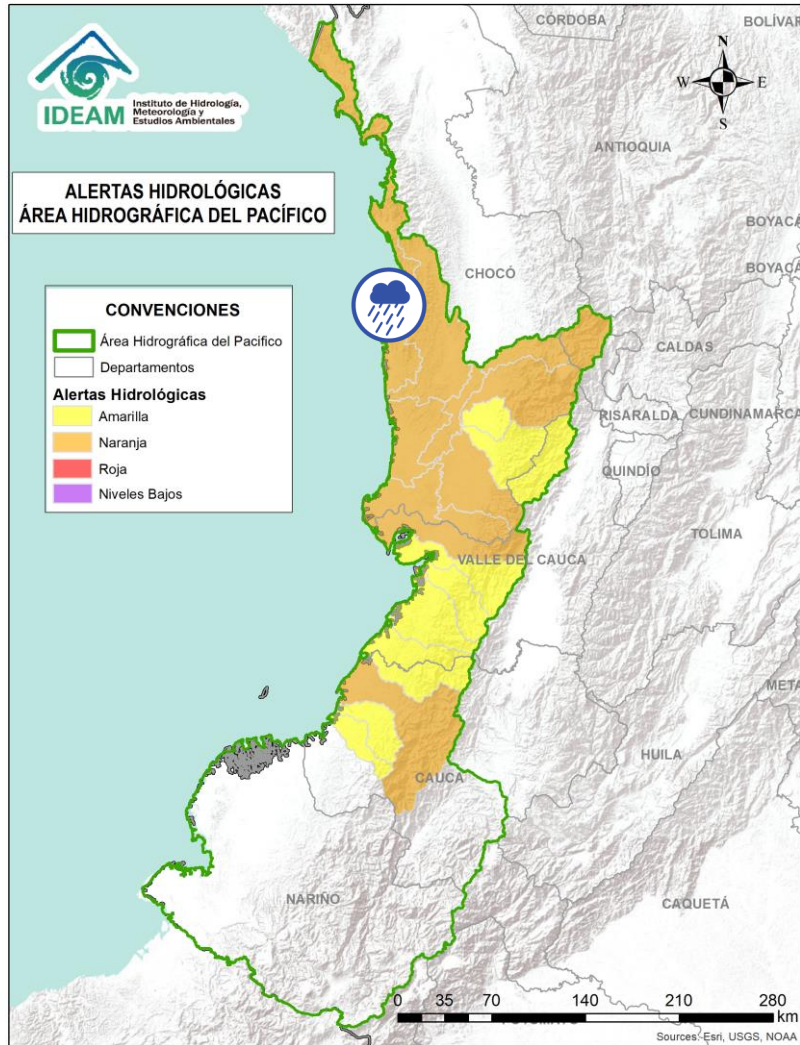 IDEAM
Instituto de Hidrología,
Meteorología y
Estudios Ambientales
ALERTAS HIDROLÓGICAS
ÁREA HIDROGRÁFICA DEL PACÍFICO
CONVENCIONES
Área Hidrográfica del Pacifico
Departamentos
Alertas Hidrológicas
Amarilla
Naranja
Roja
Niveles Bajos
CÓRDOBA
BOLÍVAR
N
W
E
S
ANTIOQUIA
BOYACÁ
CHOCÓ
BOYACÁ
CALDAS
RISARALDA
CUNDINAMARCA
QUINDÍO
TOLIMA
VALLE DEL CAUCA
META
HUILA
CAUCA
NARIÑO
CAQUETÁ
0 35 70 140 210 280
km
Sources: Esri, USGS, NOAA